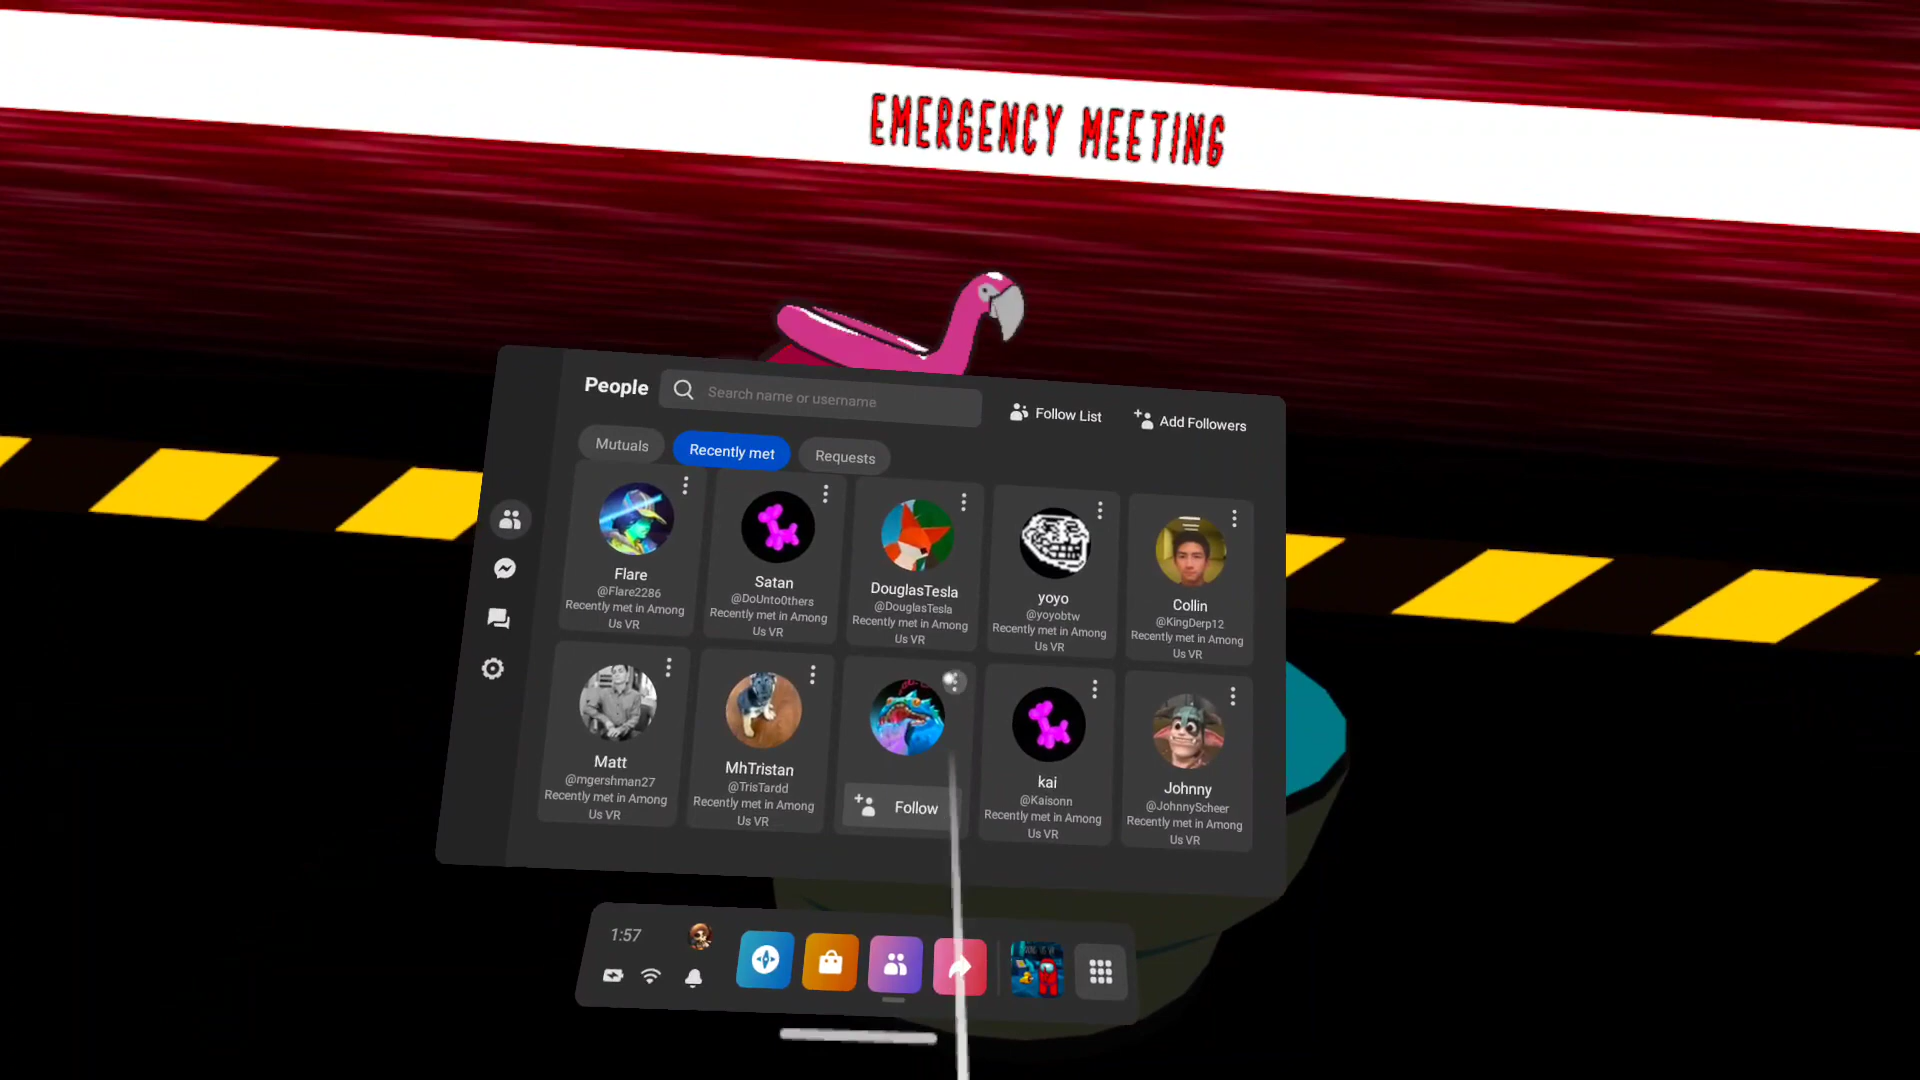 EMERGENCY MEETING
People
Search name or username
Follow List
Add Followers
Mutuals
Recently met
Requests
Flare
@Flare2286
Recently met in Among
Us VR
Satan
@DoUnto0thers
Recently met in Among
Us VR
DouglasTesla
@DouglasTesla
Recently met in Among
Us VR
yoyo
@yoyobtw
Recently met in Among
Us VR
Collin
@KingDerp12
Recently met in Among
Us VR
Matt
@mgershman27
Recently met in Among
Us VR
MhTristan
@TrisTardd
Recently met in Among
Us VR
Follow
kai
@Kaisonn
Recently met in Among
Us VR
Johnny
@JohnnyScheer
Recently met in Among
Us VR
1:57